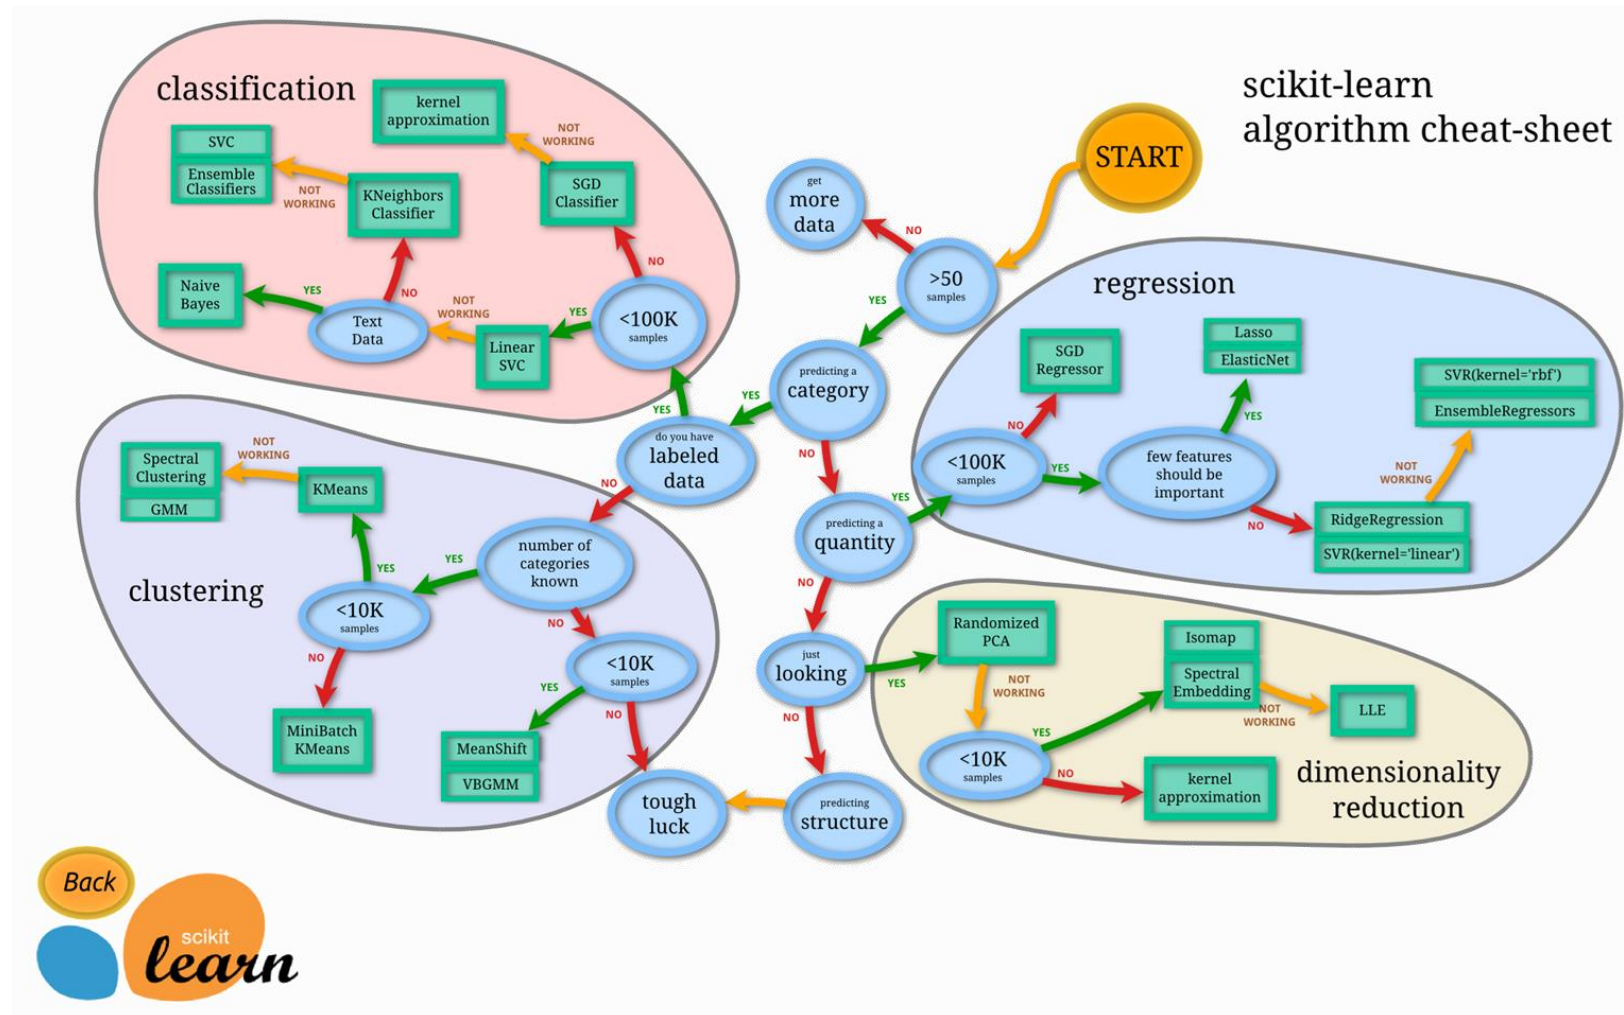 scikit-learn
algorithm cheat-sheet
START
classification
kernel
approximation
NOT
WORKING
SVC
Ensemble
Classifiers
NOT
WORKING
KNeighbors
Classifier
SGD
Classifier
NO
Naive
Bayes
YES
Text
Data
NO
NOT
WORKING
Linear
SVC
YES
<100K
samples
YES
get
more
data
NO
>50
samples
YES
predicting a
category
YES
NO
do you have
labeled
data
NO
predicting a
quantity
YES
NO
just
looking
YES
NO
predicting
structure
tough
luck
regression
SGD
Regressor
Lasso
ElasticNet
SVR(kernel='rbf')
EnsembleRegressors
NO
YES
<100K
samples
YES
few features
should be
important
NOT
WORKING
NO
RidgeRegression
SVR(kernel='linear')
clustering
Spectral
Clustering
GMM
NOT
WORKING
KMeans
YES
number of
categories
known
YES
<10K
samples
NO
NO
<10K
samples
YES
NO
MiniBatch
KMeans
MeanShift
VBGMM
Randomized
PCA
NOT
WORKING
Isomap
Spectral
Embedding
NOT
WORKING
LLE
YES
<10K
samples
NO
kernel
approximation
dimensionality
reduction
Back
scikit
learn